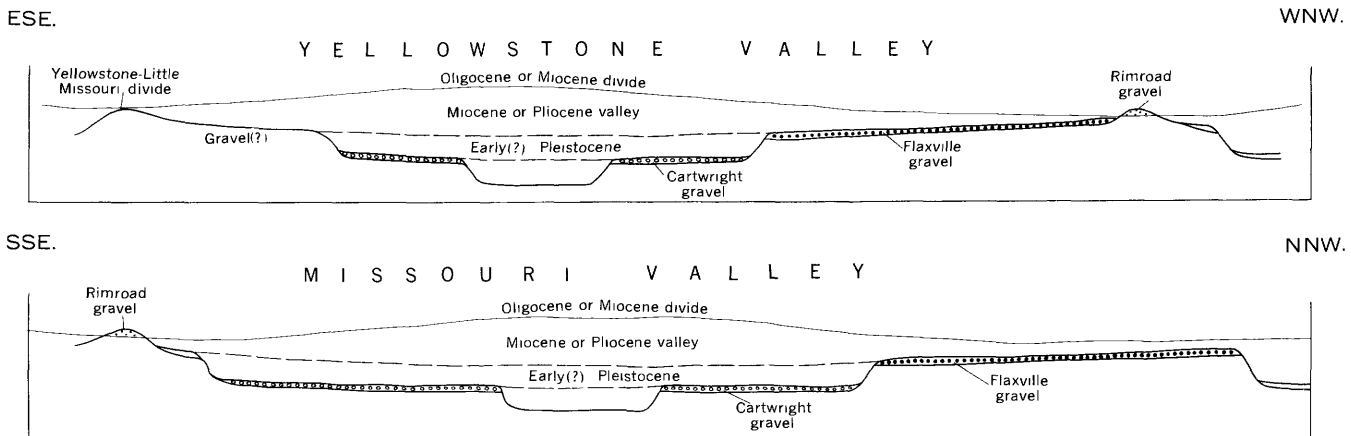 ESE.
WNW.
YELLOWSTONE VALLEY
Yellowstone-Little
Missouri divide
Oligocene or Miocene divide
Rimroad
gravel
Miocene or Pliocene valley
Gravel(?)
Early(?) Pleistocene
Flaxville
gravel
Cartwright
gravel
SSE.
NNW.
MISSOURI VALLEY
Rimroad
gravel
Oligocene or Miocene divide
Miocene or Pliocene valley
Early(?) Pleistocene
Flaxville
gravel
Cartwright
gravel